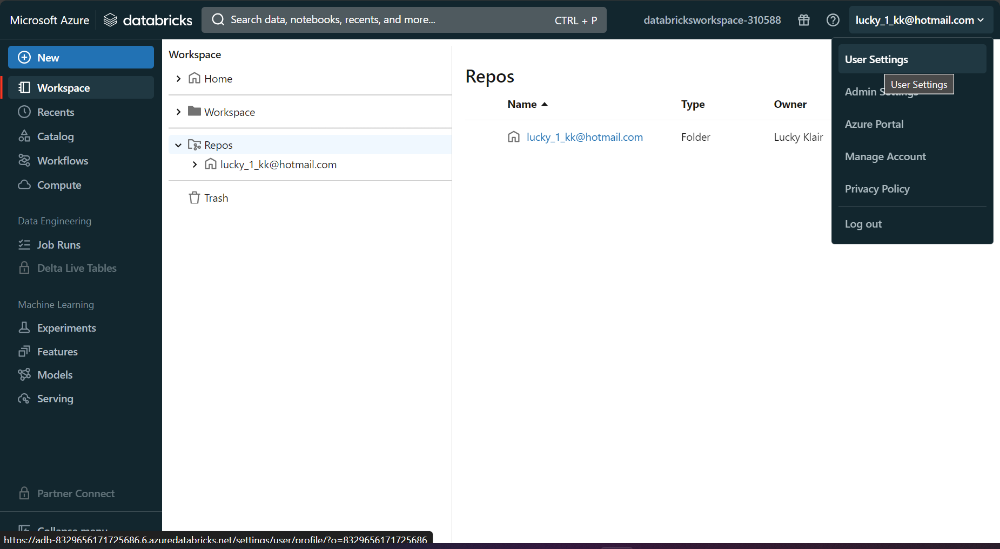 Microsoft Azure
databricks
Search data, notebooks, recents, and more...
CTRL + P
databricksworkspace-310588
lucky_1_kk@hotmail.com
New
Workspace
Recents
Catalog
Workflows
Compute
Data Engineering
Job Runs
Delta Live Tables
Machine Learning
Experiments
Features
Models
Serving
Partner Connect
Collapse menu
https://adb-8329656171725686.6.azuredatabricks.net/settings/user/profile/?o=8329656171725686
Workspace
Home
Workspace
Repos
lucky_1_kk@hotmail.com
Trash
Repos
Name Type Owner
lucky_1_kk@hotmail.com Folder Lucky Klair
User Settings
User Settings
Admin Settings
Azure Portal
Manage Account
Privacy Policy
Log out